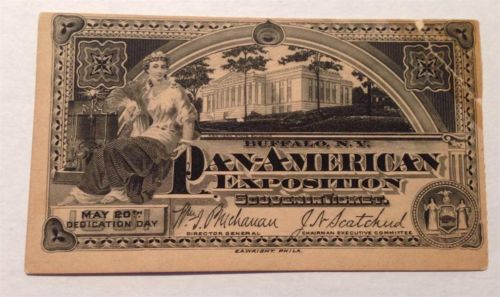 BUFFALO, N.Y.
PAN-AMERICAN
EXPOSITION
SOUVENIR TICKET.
MAY 20TH
DEDICATION DAY
Wm. I. Buchanan
J. N. Scatcherd
DIRECTOR GENERAL
CHAIRMAN EXECUTIVE COMMITTEE
E.A.WRIGHT. PHILA.